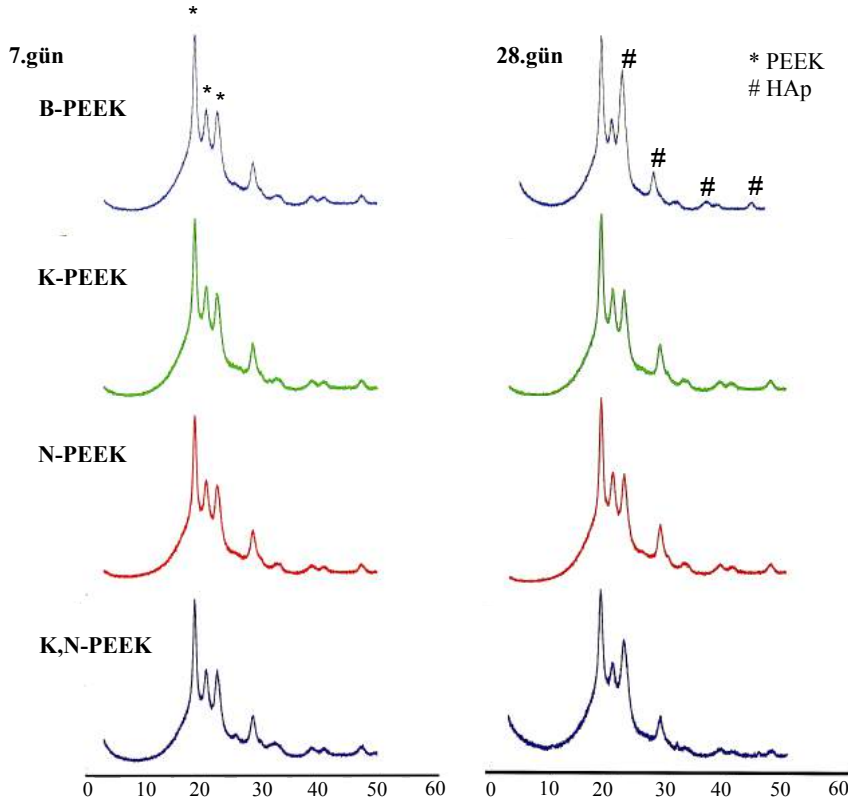 *
7.gün
* *
B-PEEK
K-PEEK
N-PEEK
K,N-PEEK
0 10 20 30 40 50 60
28.gün
* PEEK
# HAp
#
#
# #
0 10 20 30 40 50 60